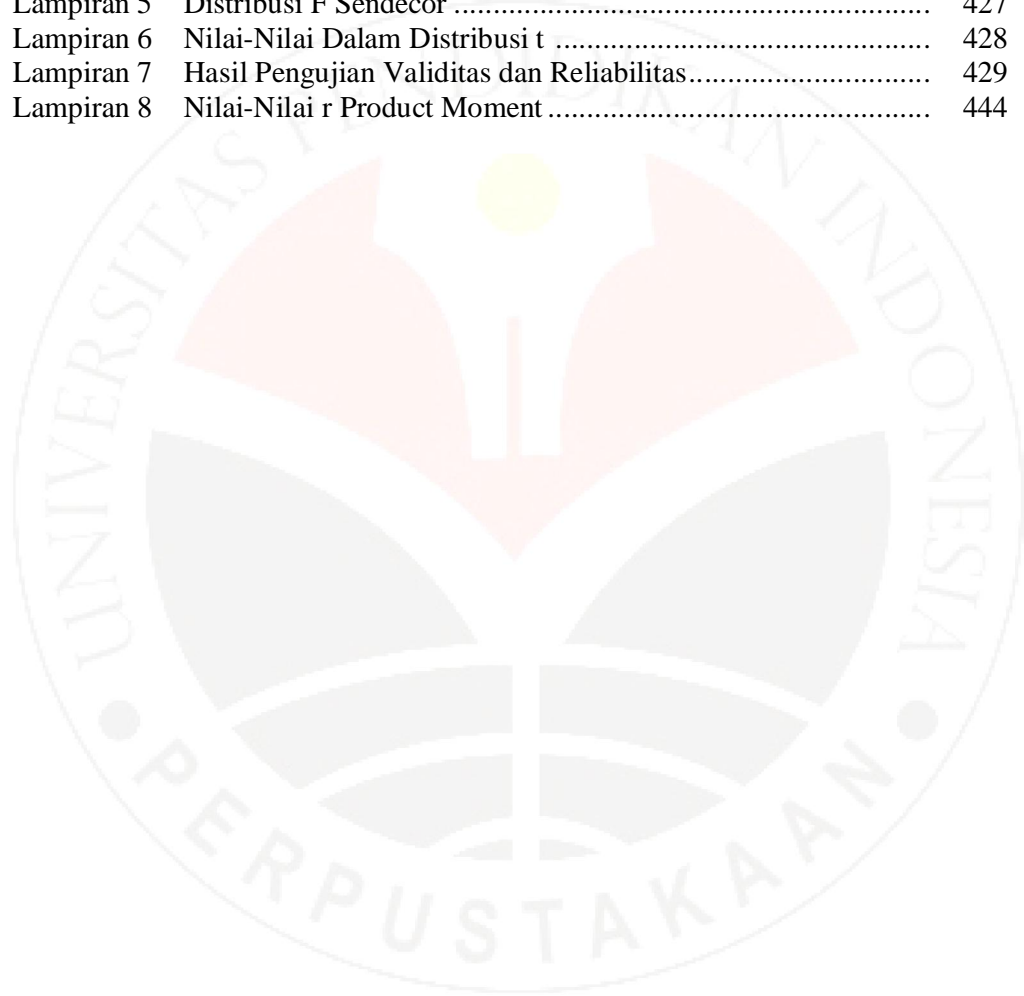 Lampiran 5 Distribusi F Sendecor ................................................... 427
Lampiran 6 Nilai-Nilai Dalam Distribusi t ........................................ 428
Lampiran 7 Hasil Pengujian Validitas dan Reliabilitas.......................... 429
Lampiran 8 Nilai-Nilai r Product Moment ......................................... 444
UNIVERSITAS PENDIDIKAN INDONESIA
PERPUSTAKAAN